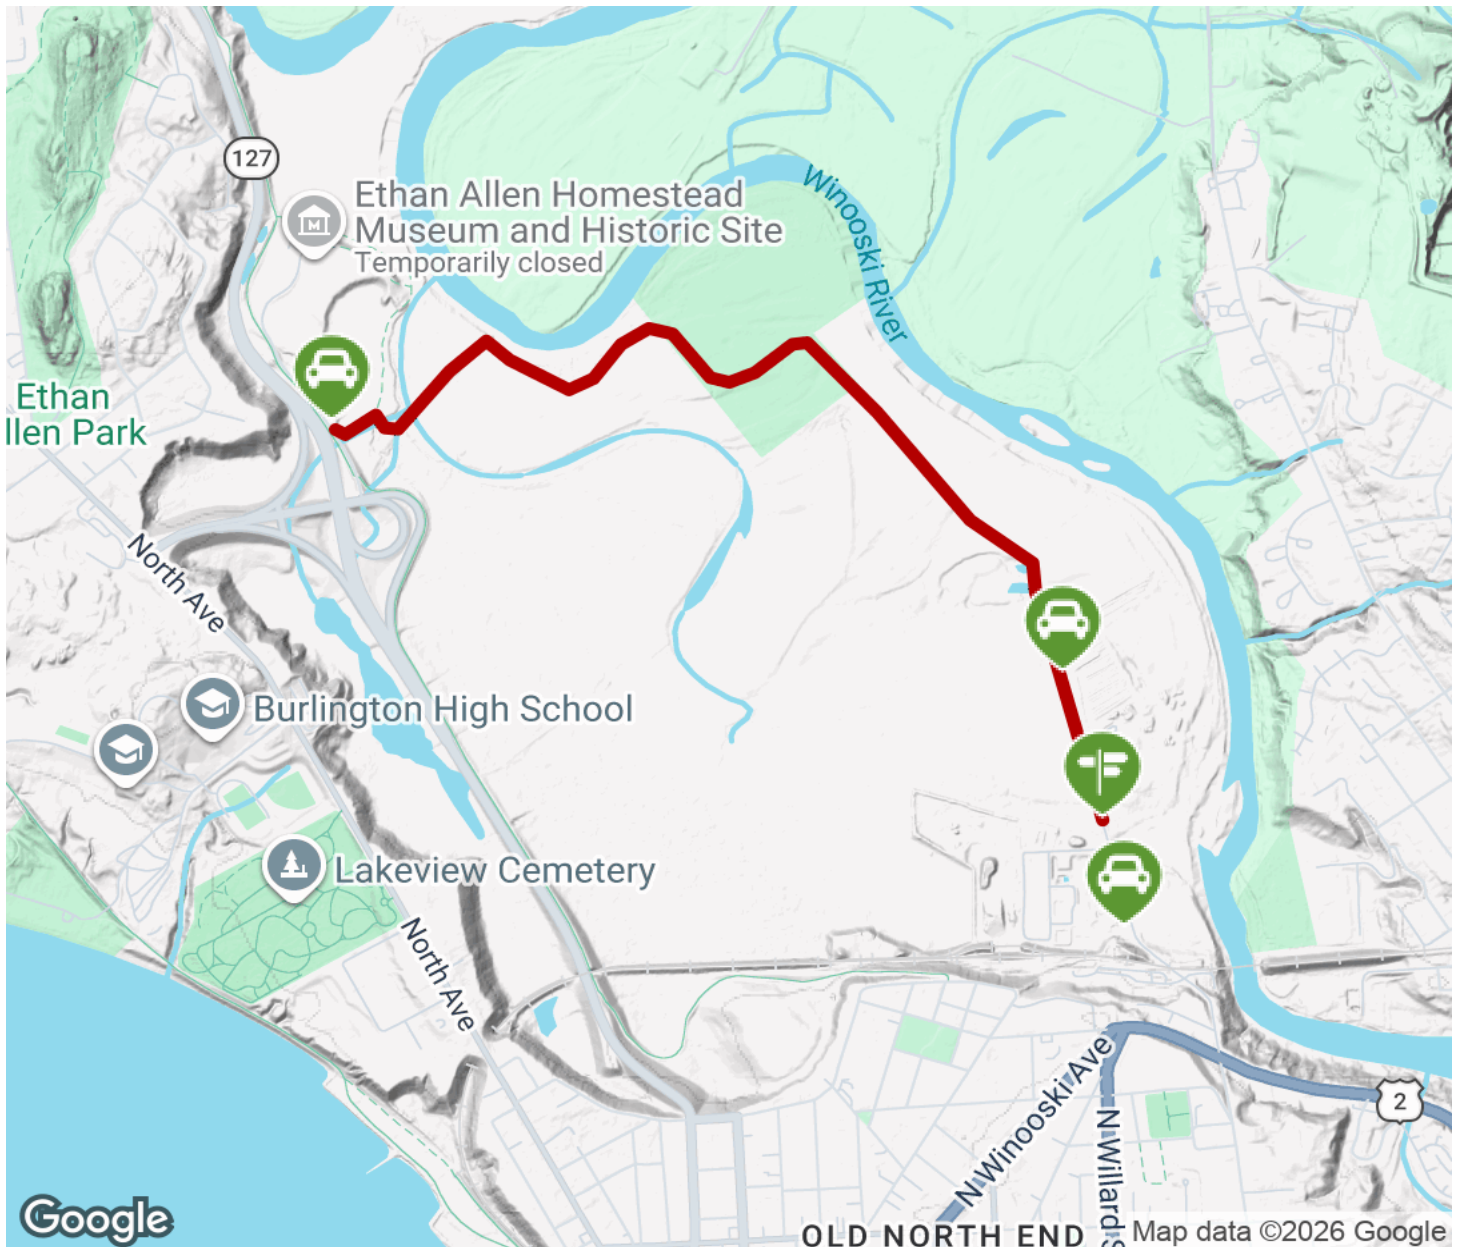 127
Ethan Allen Homestead
Museum and Historic Site
Temporarily closed
Winooski River
Ethan
llen Park
North Ave
Burlington High School
Lakeview Cemetery
North Ave
N Winooski Ave
N Willard S
2
OLD NORTH END
Google
Map data ©2026 Google